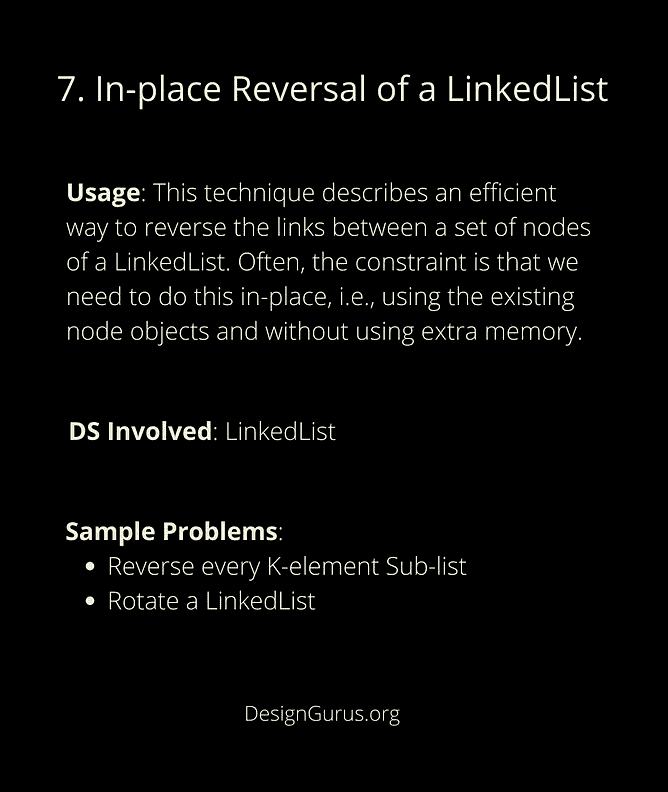 7. In-place Reversal of a LinkedList
Usage: This technique describes an efficient
way to reverse the links between a set of nodes
of a LinkedList. Often, the constraint is that we
need to do this in-place, i.e., using the existing
node objects and without using extra memory.
DS Involved: LinkedList
Sample Problems:
• Reverse every K-element Sub-list
• Rotate a LinkedList
DesignGurus.org